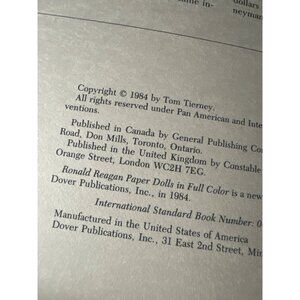 dollars
ame in-
neyman
Copyright © 1984 by Tom Tierney.
All rights reserved under Pan American and Inte
ventions.
Published in Canada by General Publishing Co
Road, Don Mills, Toronto, Ontario.
Published in the United Kingdom by Constable
Orange Street, London WC2H 7EG.
Ronald Reagan Paper Dolls in Full Color is a new
Dover Publications, Inc., in 1984.
International Standard Book Number: 0
Manufactured in the United States of America
Dover Publications, Inc., 31 East 2nd Street, Min